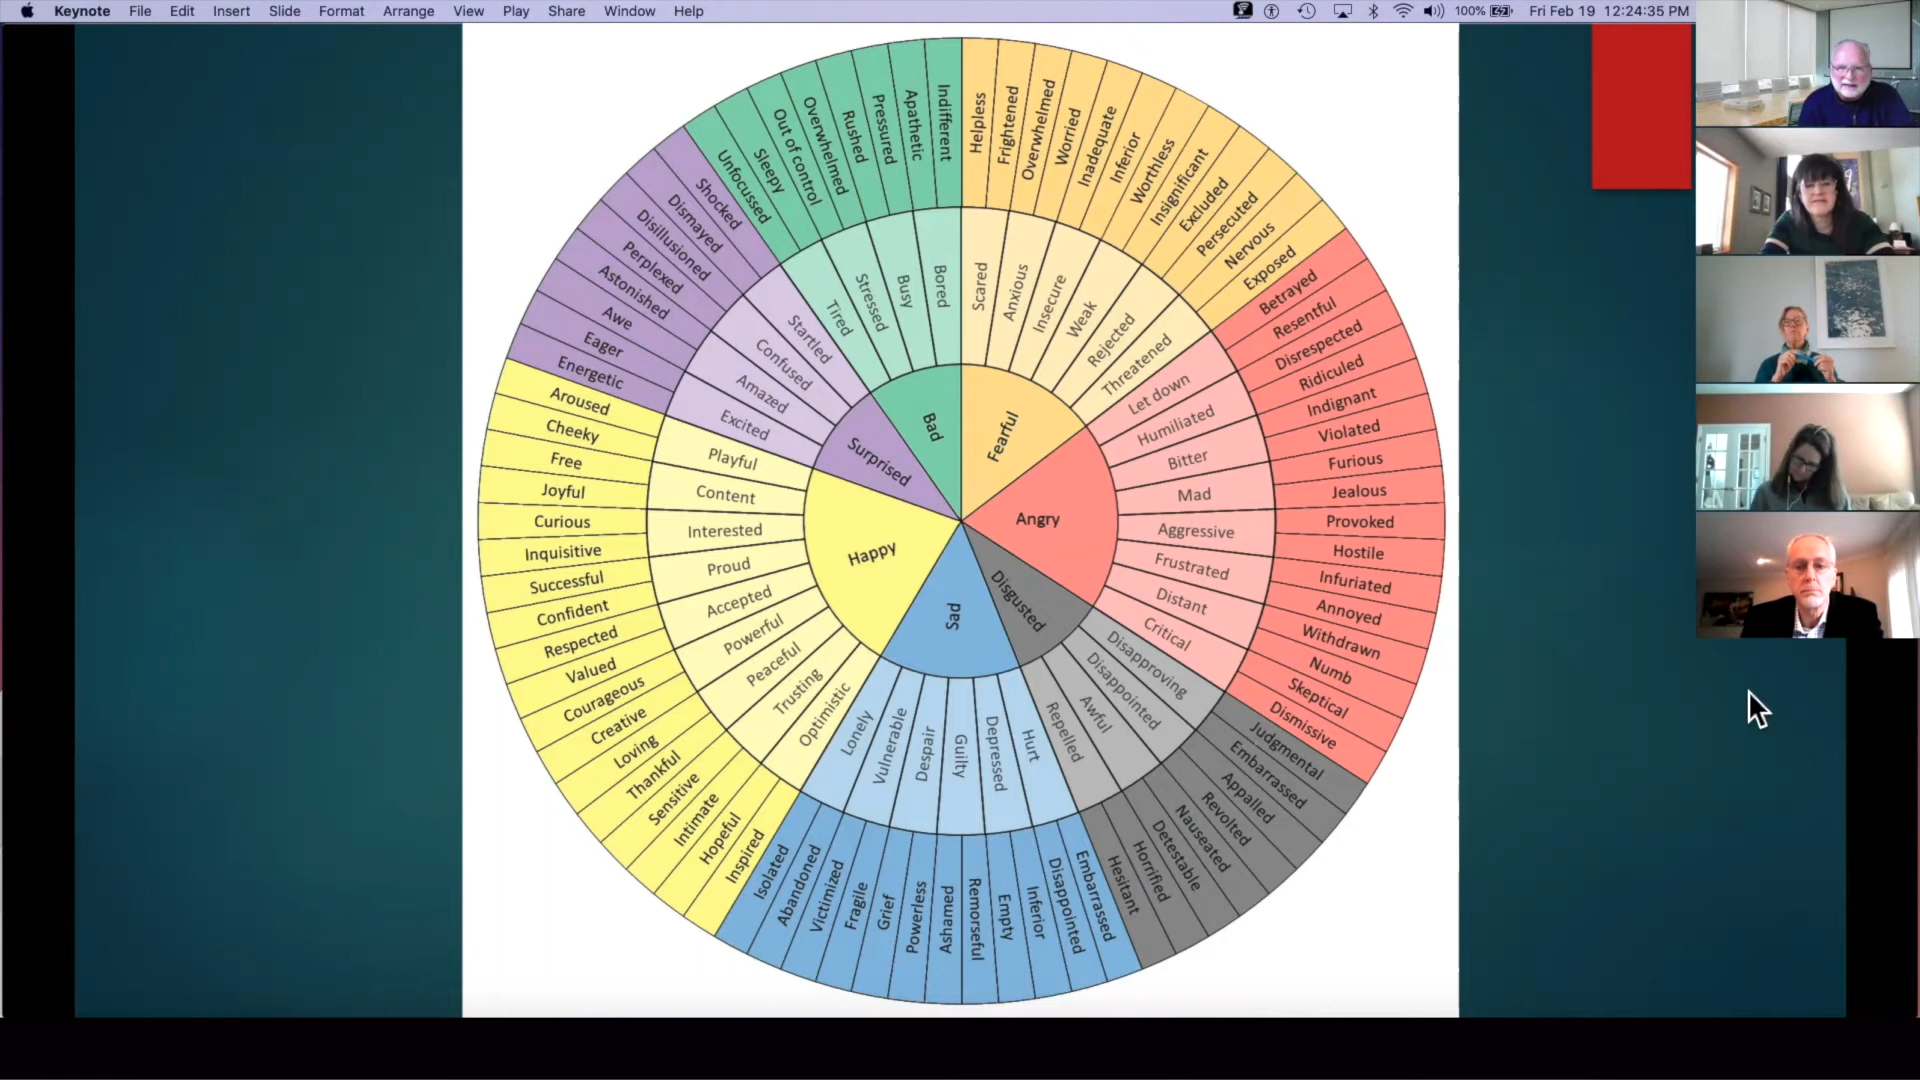 Keynote File Edit Insert Slide Format Arrange View Play Share Window Help 100% Fri Feb 19 12:24:35 PM
Fearful
Angry
Disgusted
Sad
Happy
Surprised
Bad
Scared
Anxious
Insecure
Weak
Rejected
Threatened
Let down
Humiliated
Bitter
Mad
Aggressive
Frustrated
Distant
Critical
Disapproving
Disappointed
Awful
Repelled
Hurt
Depressed
Guilty
Despair
Vulnerable
Lonely
Optimistic
Trusting
Peaceful
Powerful
Accepted
Proud
Interested
Content
Playful
Excited
Amazed
Confused
Startled
Tired
Stressed
Busy
Bored
Helpless
Frightened
Overwhelmed
Worried
Inadequate
Inferior
Worthless
Insignificant
Excluded
Persecuted
Nervous
Exposed
Betrayed
Resentful
Disrespected
Ridiculed
Indignant
Violated
Furious
Jealous
Provoked
Hostile
Infuriated
Annoyed
Withdrawn
Numb
Skeptical
Dismissive
Judgmental
Embarrassed
Appalled
Revolted
Nauseated
Detestable
Horrified
Hesitant
Embarrassed
Disappointed
Inferior
Empty
Remorseful
Ashamed
Powerless
Grief
Fragile
Victimized
Abandoned
Isolated
Inspired
Hopeful
Intimate
Sensitive
Thankful
Loving
Creative
Courageous
Valued
Respected
Confident
Successful
Inquisitive
Curious
Joyful
Free
Cheeky
Aroused
Energetic
Eager
Awe
Astonished
Perplexed
Disillusioned
Dismayed
Shocked
Unfocussed
Sleepy
Out of control
Overwhelmed
Rushed
Pressured
Apathetic
Indifferent